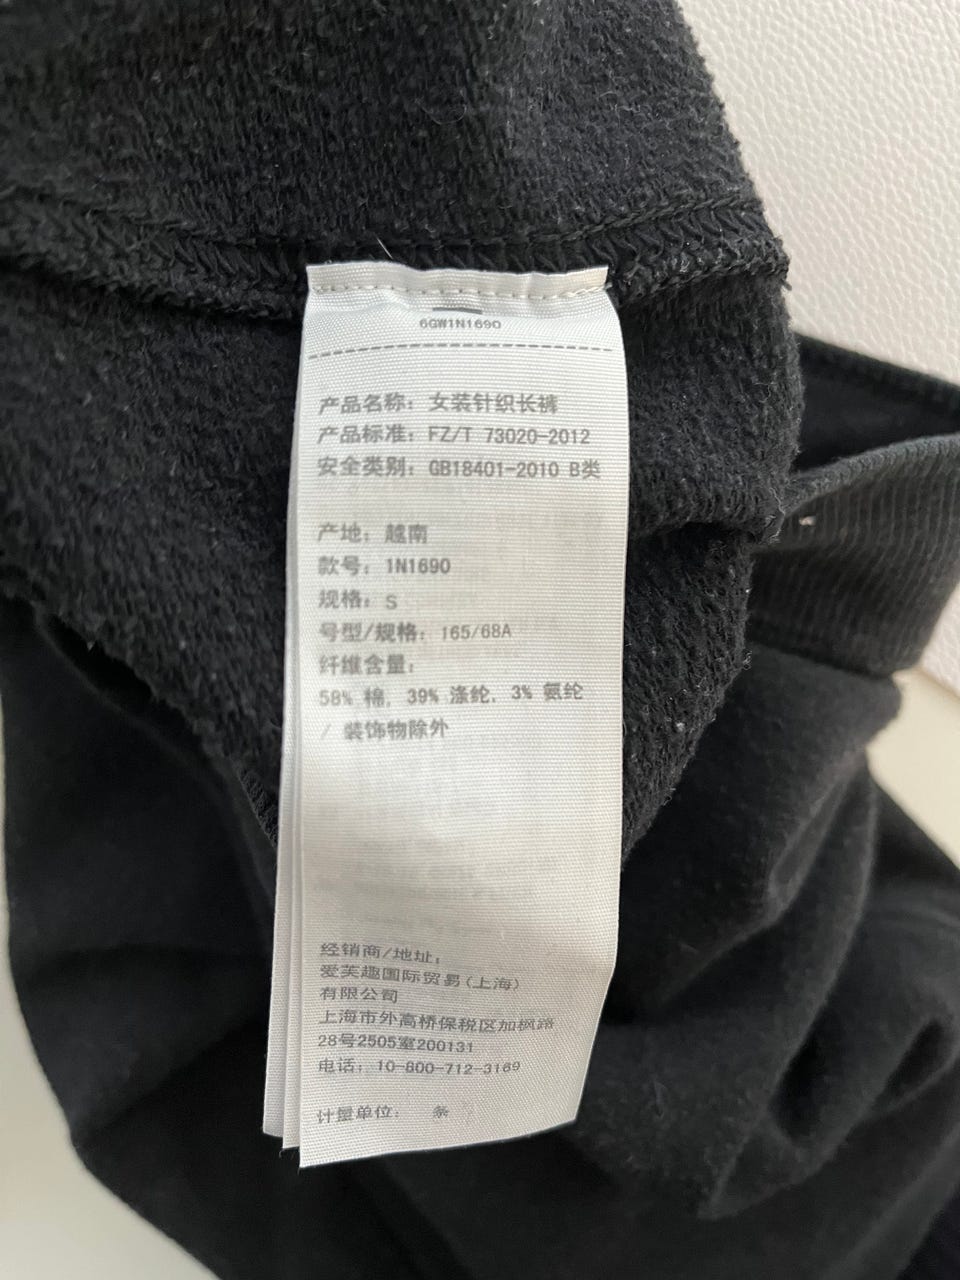 6GW1N1690
产品名称：女装针织长裤
产品标准：FZ/T 73020-2012
安全类别：GB18401-2010 B类
产地：越南
款号：1N1690
规格：S
号型/规格：165/68A
纤维含量：
58% 棉, 39% 涤纶, 3% 氨纶
/ 装饰物除外
经销商/地址：
爱芙趣国际贸易(上海)
有限公司
上海市外高桥保税区加枫路
28号2505室200131
电话：10-800-712-3169
计量单位： 条